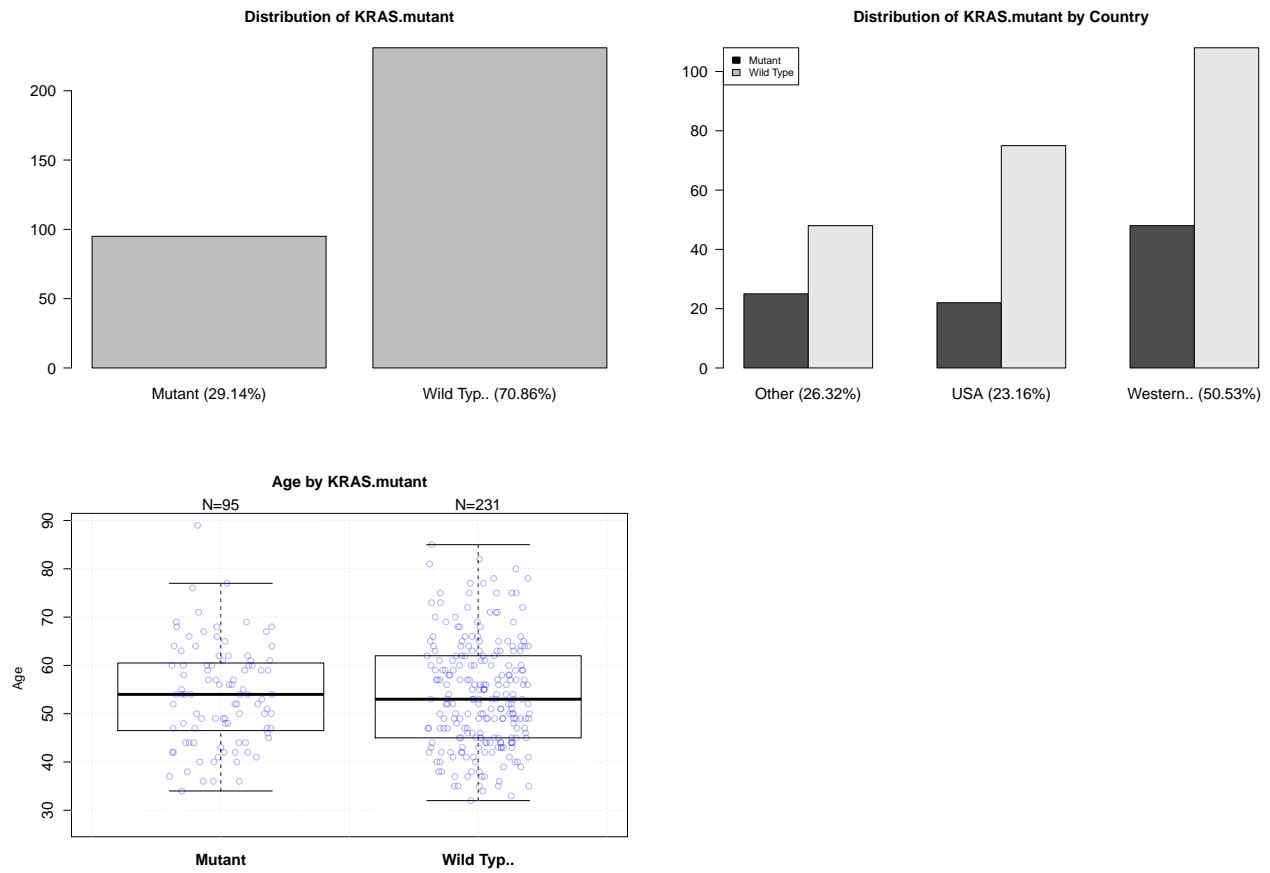 Distribution of KRAS.mutant
200
150
100
50
0
Mutant (29.14%)
Wild Typ.. (70.86%)
Distribution of KRAS.mutant by Country
Mutant
Wild Type
100
80
60
40
20
0
Other (26.32%)
USA (23.16%)
Western.. (50.53%)
Age by KRAS.mutant
N=95
N=231
Age
90
80
70
60
50
40
30
Mutant
Wild Typ..